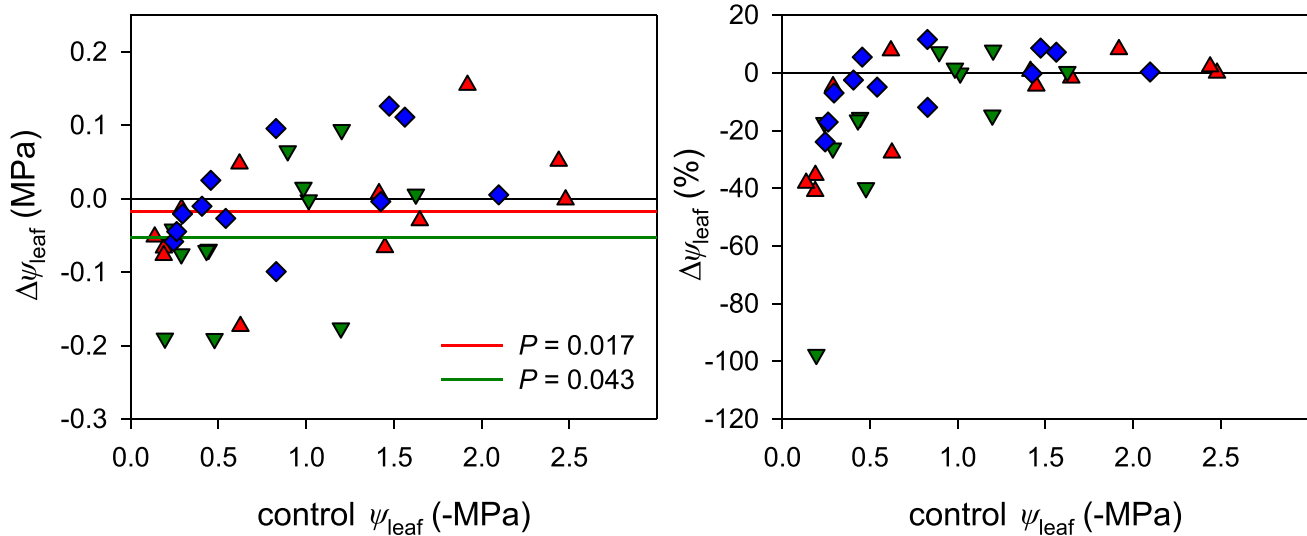 0.2
0.1
0.0
-0.1
-0.2
-0.3
Δψleaf (MPa)
P = 0.017
P = 0.043
0.0 0.5 1.0 1.5 2.0 2.5
control ψleaf (-MPa)
20
0
-20
-40
-60
-80
-100
-120
Δψleaf (%)
0.0 0.5 1.0 1.5 2.0 2.5
control ψleaf (-MPa)